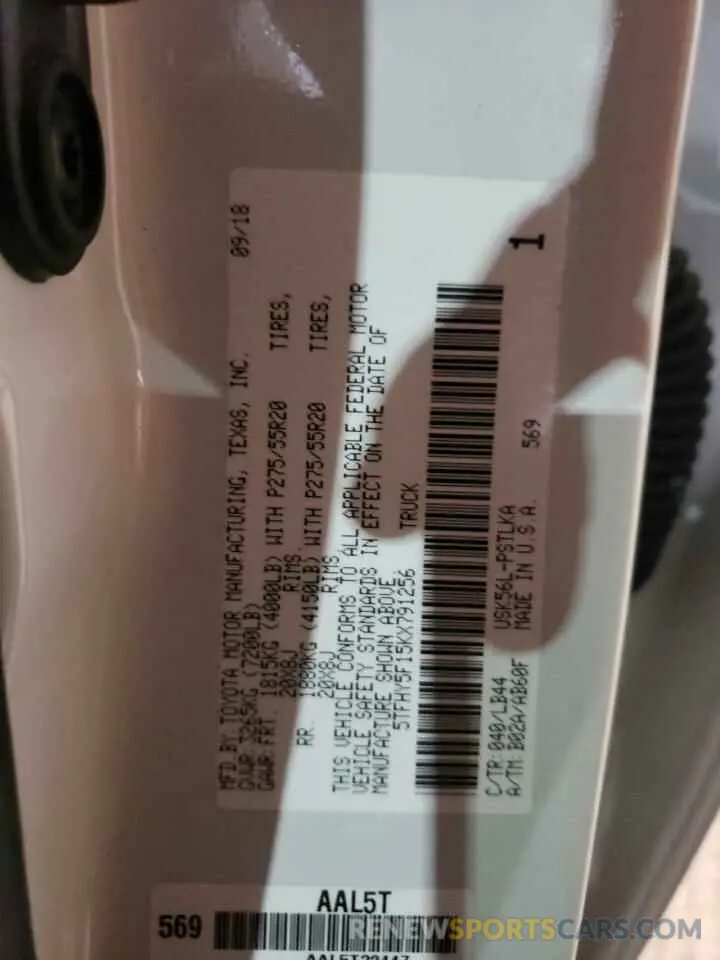 MFD.BY:TOYOTA MOTOR MANUFACTURING, TEXAS, INC. 09/18
GVWR 3265KG (7200LB)
GAWR:FRT. 1815KG (4000LB) WITH P275/55R20 TIRES,
20X8J RIMS
RR. 1880KG (4150LB) WITH P275/55R20 TIRES,
20X8J RIMS,
THIS VEHICLE CONFORMS TO ALL APPLICABLE FEDERAL MOTOR
VEHICLE SAFETY STANDARDS IN EFFECT ON THE DATE OF
MANUFACTURE SHOWN ABOVE.
5TFHY5F15KX791256 TRUCK
C/TR:040/LB44 USK56L-PSTLKA
A/TM: B02A/AB60F MADE IN U.S.A. 569
1
AAL5T
569
RENEWSPORTSCARS.COM